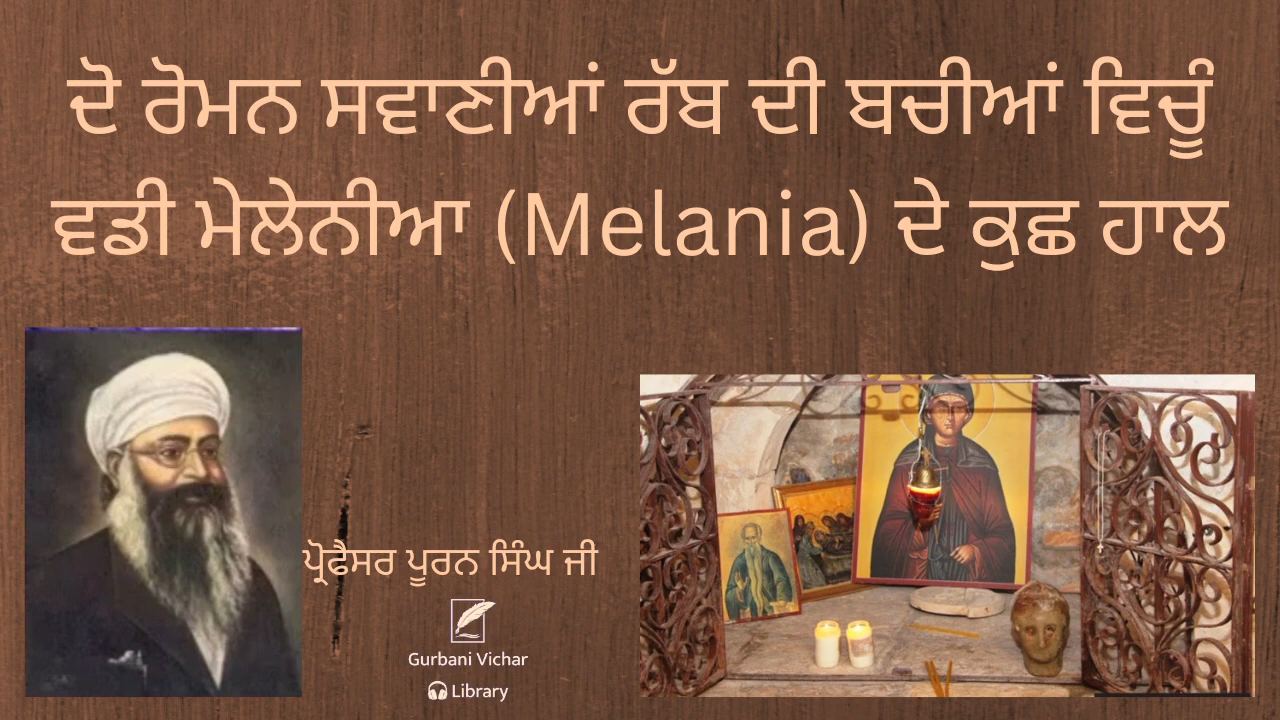 ਦੋ ਰੋਮਨ ਸਵਾਣੀਆਂ ਰੱਬ ਦੀ ਬਚੀਆਂ ਵਿਚੂੰ
ਵਡੀ ਮੇਲੇਨੀਆ (Melania) ਦੇ ਕੁਛ ਹਾਲ
ਪ੍ਰੋਫੈਸਰ ਪੂਰਨ ਸਿੰਘ ਜੀ
Gurbani Vichar
Library